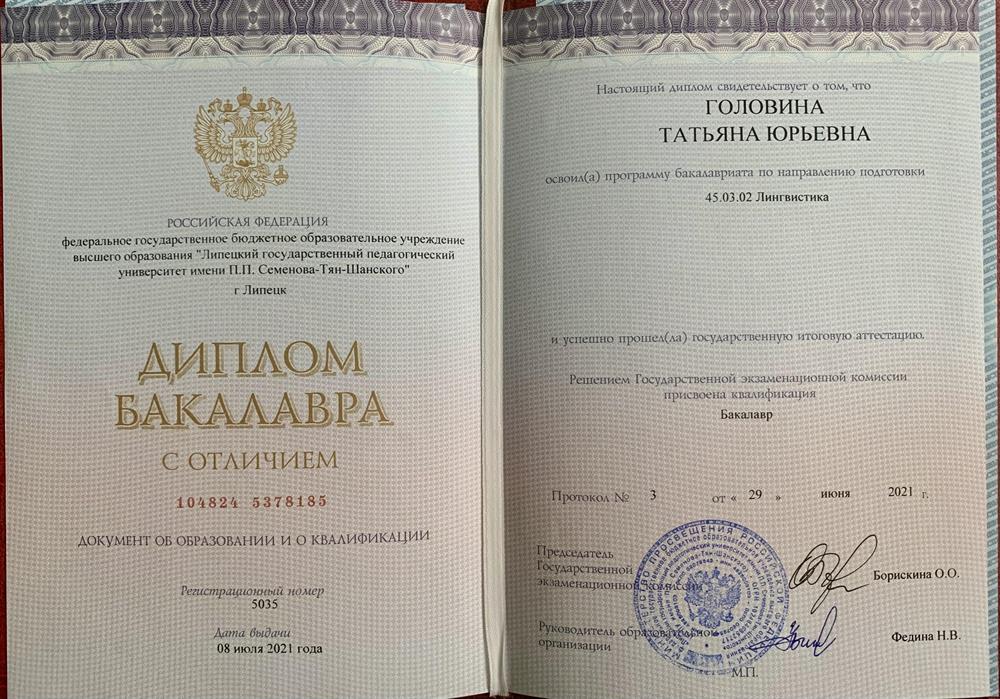 РОССИЙСКАЯ ФЕДЕРАЦИЯ
федеральное государственное бюджетное образовательное учреждение
высшего образования "Липецкий государственный педагогический
университет имени П.П. Семенова-Тян-Шанского"
г Липецк
ДИПЛОМ
БАКАЛАВРА
С ОТЛИЧИЕМ
104824 5378185
ДОКУМЕНТ ОБ ОБРАЗОВАНИИ И О КВАЛИФИКАЦИИ
Регистрационный номер
5035
Дата выдачи
08 июля 2021 года
Настоящий диплом свидетельствует о том, что
ГОЛОВИНА
ТАТЬЯНА ЮРЬЕВНА
освоил(а) программу бакалавриата по направлению подготовки
45.03.02 Лингвистика
и успешно прошел(ла) государственную итоговую аттестацию.
Решением Государственной экзаменационной комиссии
присвоена квалификация
Бакалавр
Протокол № 3 от « 29 » июня 2021 г.
Председатель
Государственной
экзаменационной комиссии
Борискина О.О.
Руководитель образовательной
организации
Федина Н.В.
М.П.